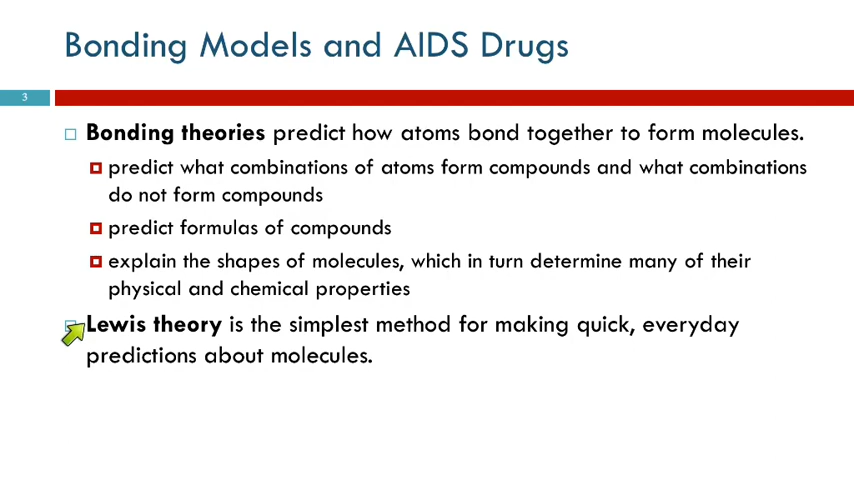 Bonding Models and AIDS Drugs
3
Bonding theories predict how atoms bond together to form molecules.
predict what combinations of atoms form compounds and what combinations
do not form compounds
predict formulas of compounds
explain the shapes of molecules, which in turn determine many of their
physical and chemical properties
Lewis theory is the simplest method for making quick, everyday
predictions about molecules.